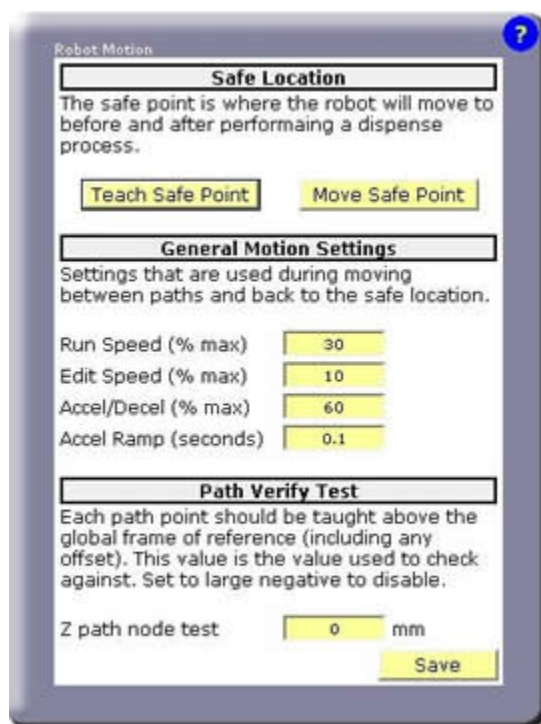 ?
Robot Motion
Safe Location
The safe point is where the robot will move to
before and after performaing a dispense
process.
Teach Safe Point Move Safe Point
General Motion Settings
Settings that are used during moving
between paths and back to the safe location.
Run Speed (% max) 30
Edit Speed (% max) 10
Accel/Decel (% max) 60
Accel Ramp (seconds) 0.1
Path Verify Test
Each path point should be taught above the
global frame of reference (including any
offset). This value is the value used to check
against. Set to large negative to disable.
Z path node test 0 mm
Save